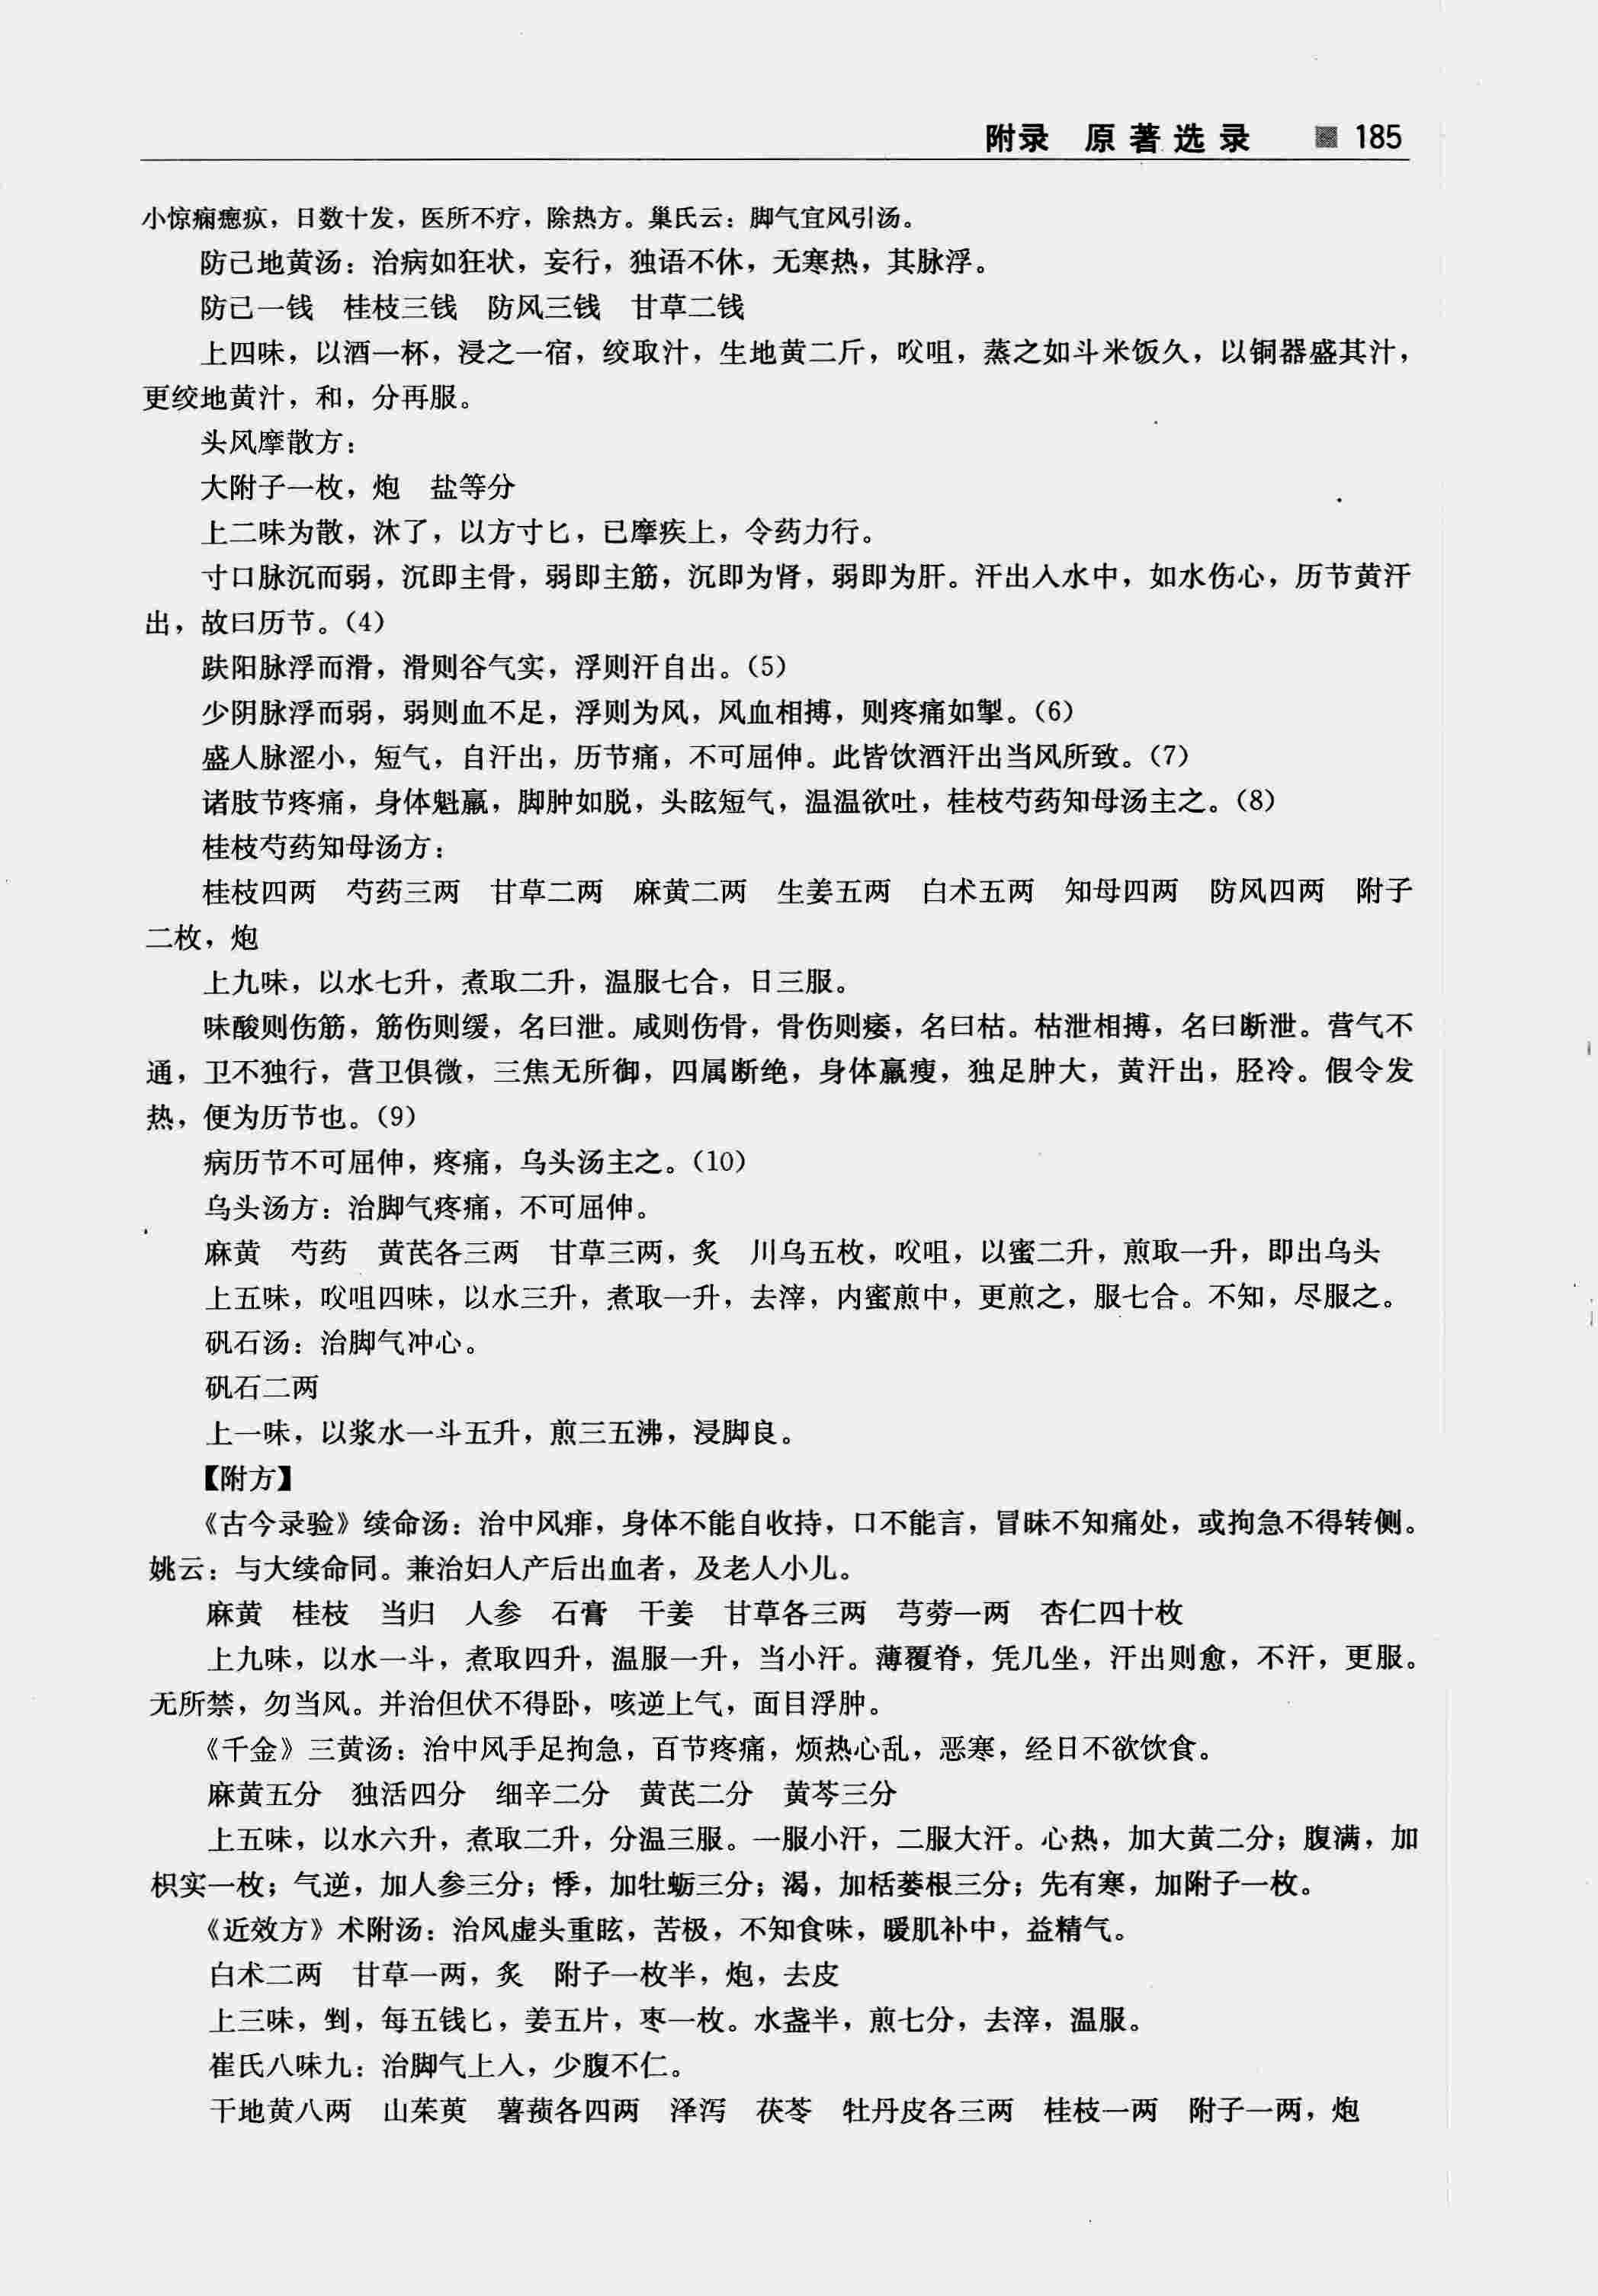 附录　原著选录　185
小惊痫瘛疭，日数十发，医所不疗，除热方。巢氏云：脚气宜风引汤。
防己地黄汤：治病如狂状，妄行，独语不休，无寒热，其脉浮。
防己一钱　桂枝三钱　防风三钱　甘草二钱
上四味，以酒一杯，浸之一宿，绞取汁，生地黄二斤，㕮咀，蒸之如斗米饭久，以铜器盛其汁，
更绞地黄汁，和，分再服。
头风摩散方：
大附子一枚，炮　盐等分
上二味为散，沐了，以方寸匕，已摩疾上，令药力行。
寸口脉沉而弱，沉即主骨，弱即主筋，沉即为肾，弱即为肝。汗出入水中，如水伤心，历节黄汗
出，故曰历节。（4）
趺阳脉浮而滑，滑则谷气实，浮则汗自出。（5）
少阴脉浮而弱，弱则血不足，浮则为风，风血相搏，则疼痛如掣。（6）
盛人脉涩小，短气，自汗出，历节痛，不可屈伸。此皆饮酒汗出当风所致。（7）
诸肢节疼痛，身体魁羸，脚肿如脱，头眩短气，温温欲吐，桂枝芍药知母汤主之。（8）
桂枝芍药知母汤方：
桂枝四两　芍药三两　甘草二两　麻黄二两　生姜五两　白术五两　知母四两　防风四两　附子
二枚，炮
上九味，以水七升，煮取二升，温服七合，日三服。
味酸则伤筋，筋伤则缓，名曰泄。咸则伤骨，骨伤则痿，名曰枯。枯泄相搏，名曰断泄。营气不
通，卫不独行，营卫俱微，三焦无所御，四属断绝，身体羸瘦，独足肿大，黄汗出，胫冷。假令发
热，便为历节也。（9）
病历节不可屈伸，疼痛，乌头汤主之。（10）
乌头汤方：治脚气疼痛，不可屈伸。
麻黄　芍药　黄芪各三两　甘草三两，炙　川乌五枚，㕮咀，以蜜二升，煎取一升，即出乌头
上五味，㕮咀四味，以水三升，煮取一升，去滓，内蜜煎中，更煎之，服七合。不知，尽服之。
矾石汤：治脚气冲心。
矾石二两
上一味，以浆水一斗五升，煎三五沸，浸脚良。
【附方】
《古今录验》续命汤：治中风痱，身体不能自收持，口不能言，冒昧不知痛处，或拘急不得转侧。
姚云：与大续命同。兼治妇人产后出血者，及老人小儿。
麻黄　桂枝　当归　人参　石膏　干姜　甘草各三两　芎䓖一两　杏仁四十枚
上九味，以水一斗，煮取四升，温服一升，当小汗。薄覆脊，凭几坐，汗出则愈，不汗，更服。
无所禁，勿当风。并治但伏不得卧，咳逆上气，面目浮肿。
《千金》三黄汤：治中风手足拘急，百节疼痛，烦热心乱，恶寒，经日不欲饮食。
麻黄五分　独活四分　细辛二分　黄芪二分　黄芩三分
上五味，以水六升，煮取二升，分温三服。一服小汗，二服大汗。心热，加大黄二分；腹满，加
枳实一枚；气逆，加人参三分；悸，加牡蛎三分；渴，加栝蒌根三分；先有寒，加附子一枚。
《近效方》术附汤：治风虚头重眩，苦极，不知食味，暖肌补中，益精气。
白术二两　甘草一两，炙　附子一枚半，炮，去皮
上三味，剉，每五钱匕，姜五片，枣一枚。水盏半，煎七分，去滓，温服。
崔氏八味九：治脚气上入，少腹不仁。
干地黄八两　山茱萸　薯蓣各四两　泽泻　茯苓　牡丹皮各三两　桂枝一两　附子一两，炮